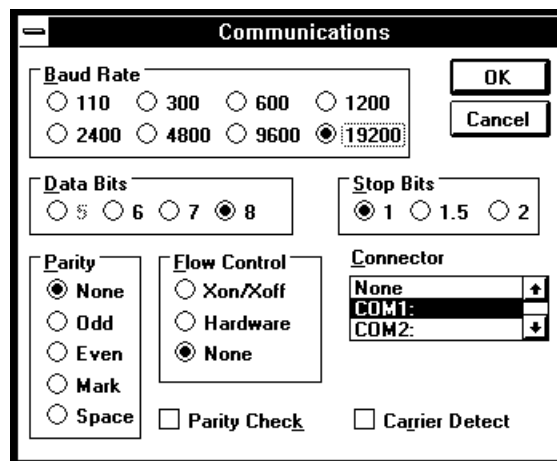 Communications
Baud Rate
110 300 600 1200
2400 4800 9600 19200
OK
Cancel
Data Bits
5 6 7 8
Stop Bits
1 1.5 2
Parity
None
Odd
Even
Mark
Space
Flow Control
Xon/Xoff
Hardware
None
Connector
None
COM1:
COM2:
Parity Check
Carrier Detect